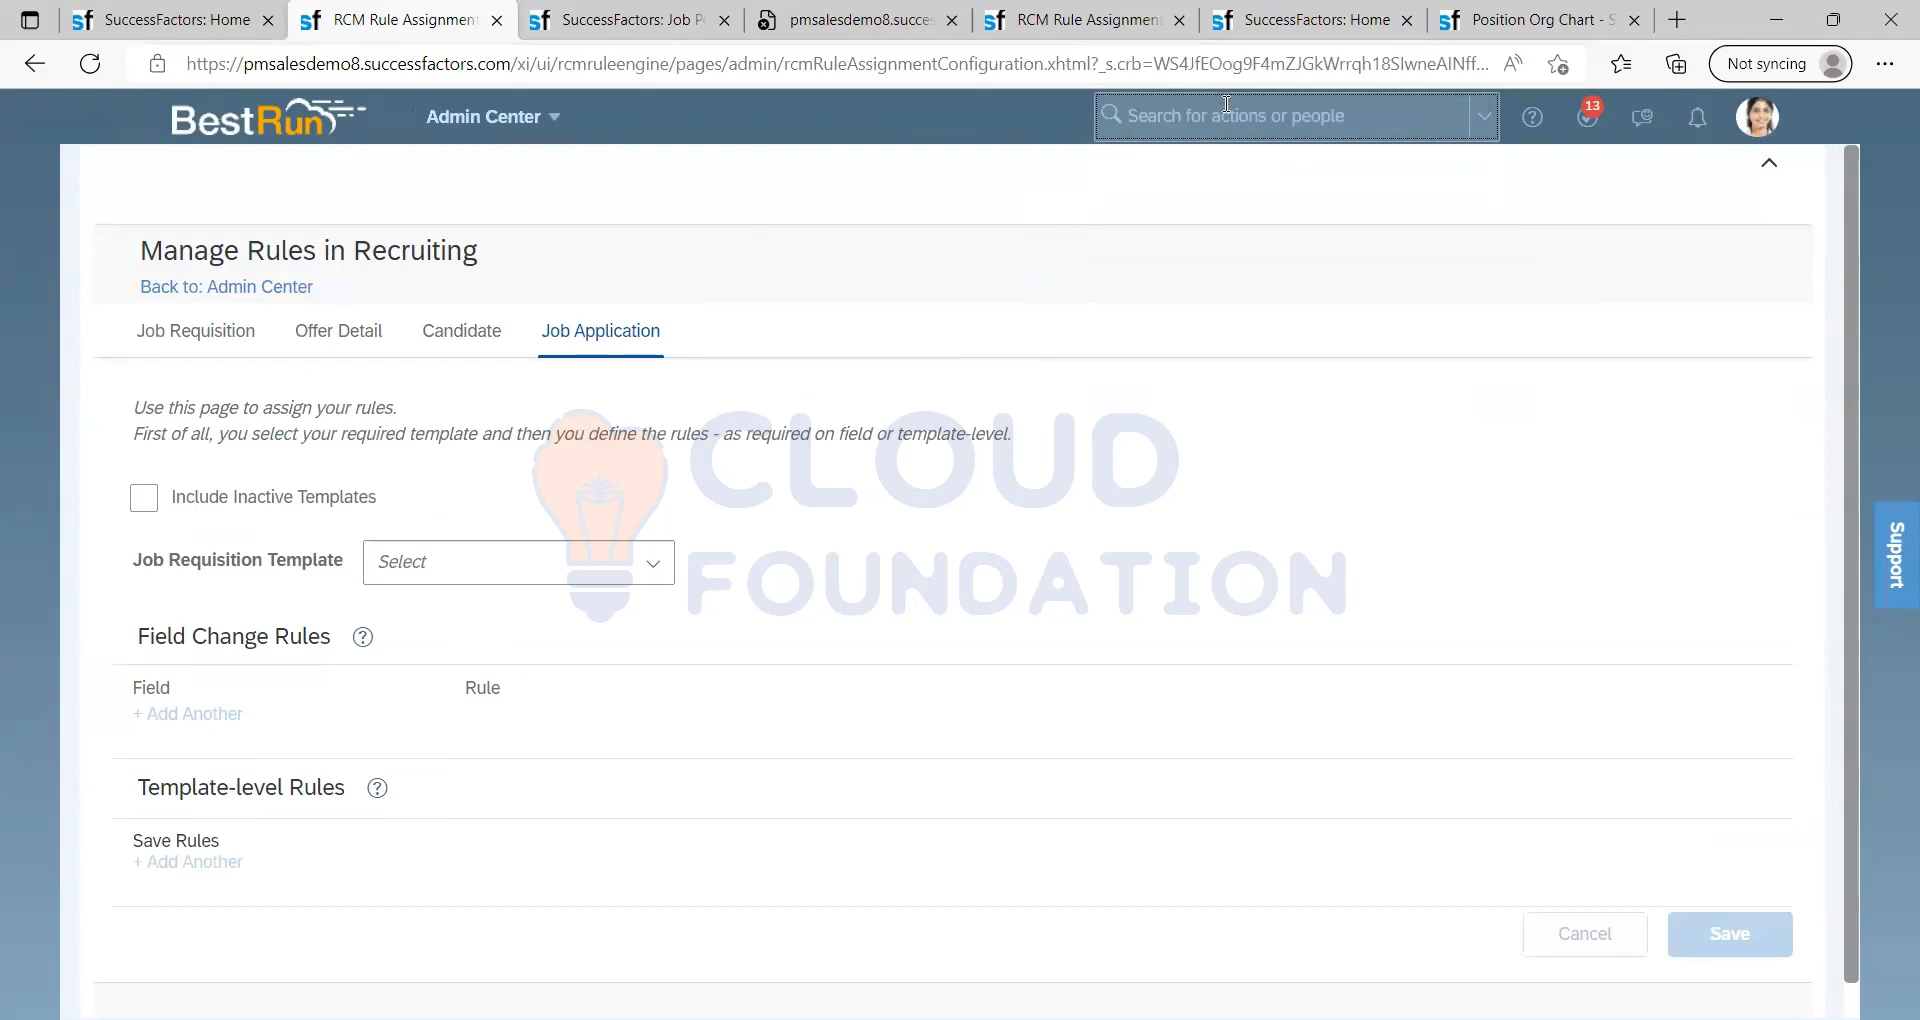 SuccessFactors: Home
RCM Rule Assignmen
SuccessFactors: Job P
pmsalesdemo8.succes
RCM Rule Assignmen
SuccessFactors: Home
Position Org Chart - S
https://pmsalesdemo8.successfactors.com/xi/ui/rcmruleengine/pages/admin/rcmRuleAssignmentConfiguration.xhtml?_s.crb=WS4JfEOog9F4mZJGkWrrqh18SIwneAINff...
Not syncing
BestRun
Admin Center
Search for actions or people
13
Manage Rules in Recruiting
Back to: Admin Center
Job Requisition
Offer Detail
Candidate
Job Application
Use this page to assign your rules.
First of all, you select your required template and then you define the rules - as required on field or template-level.
CLOUD
FOUNDATION
Include Inactive Templates
Job Requisition Template
Select
Support
Field Change Rules
Field
Rule
+ Add Another
Template-level Rules
Save Rules
+ Add Another
Cancel
Save